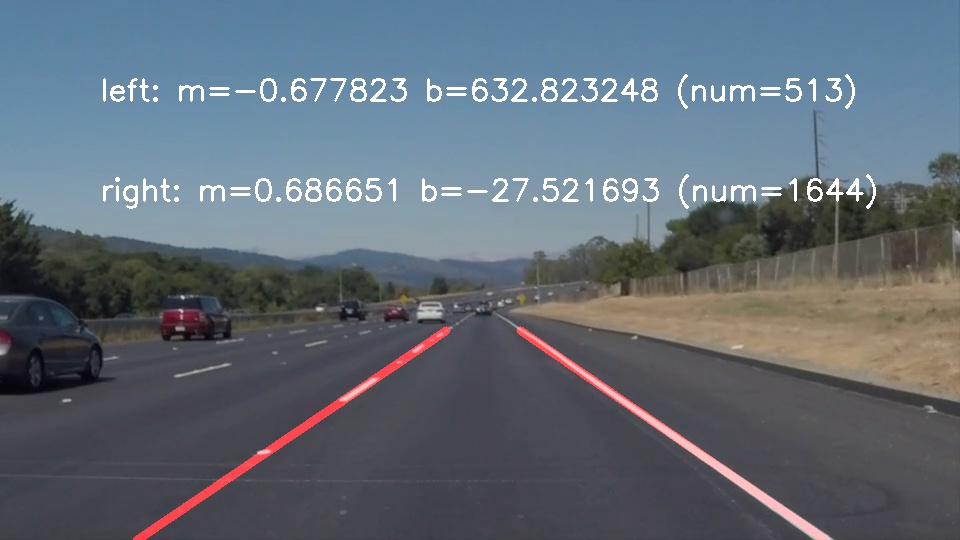 left: m=-0.677823 b=632.823248 (num=513)
right: m=0.686651 b=-27.521693 (num=1644)